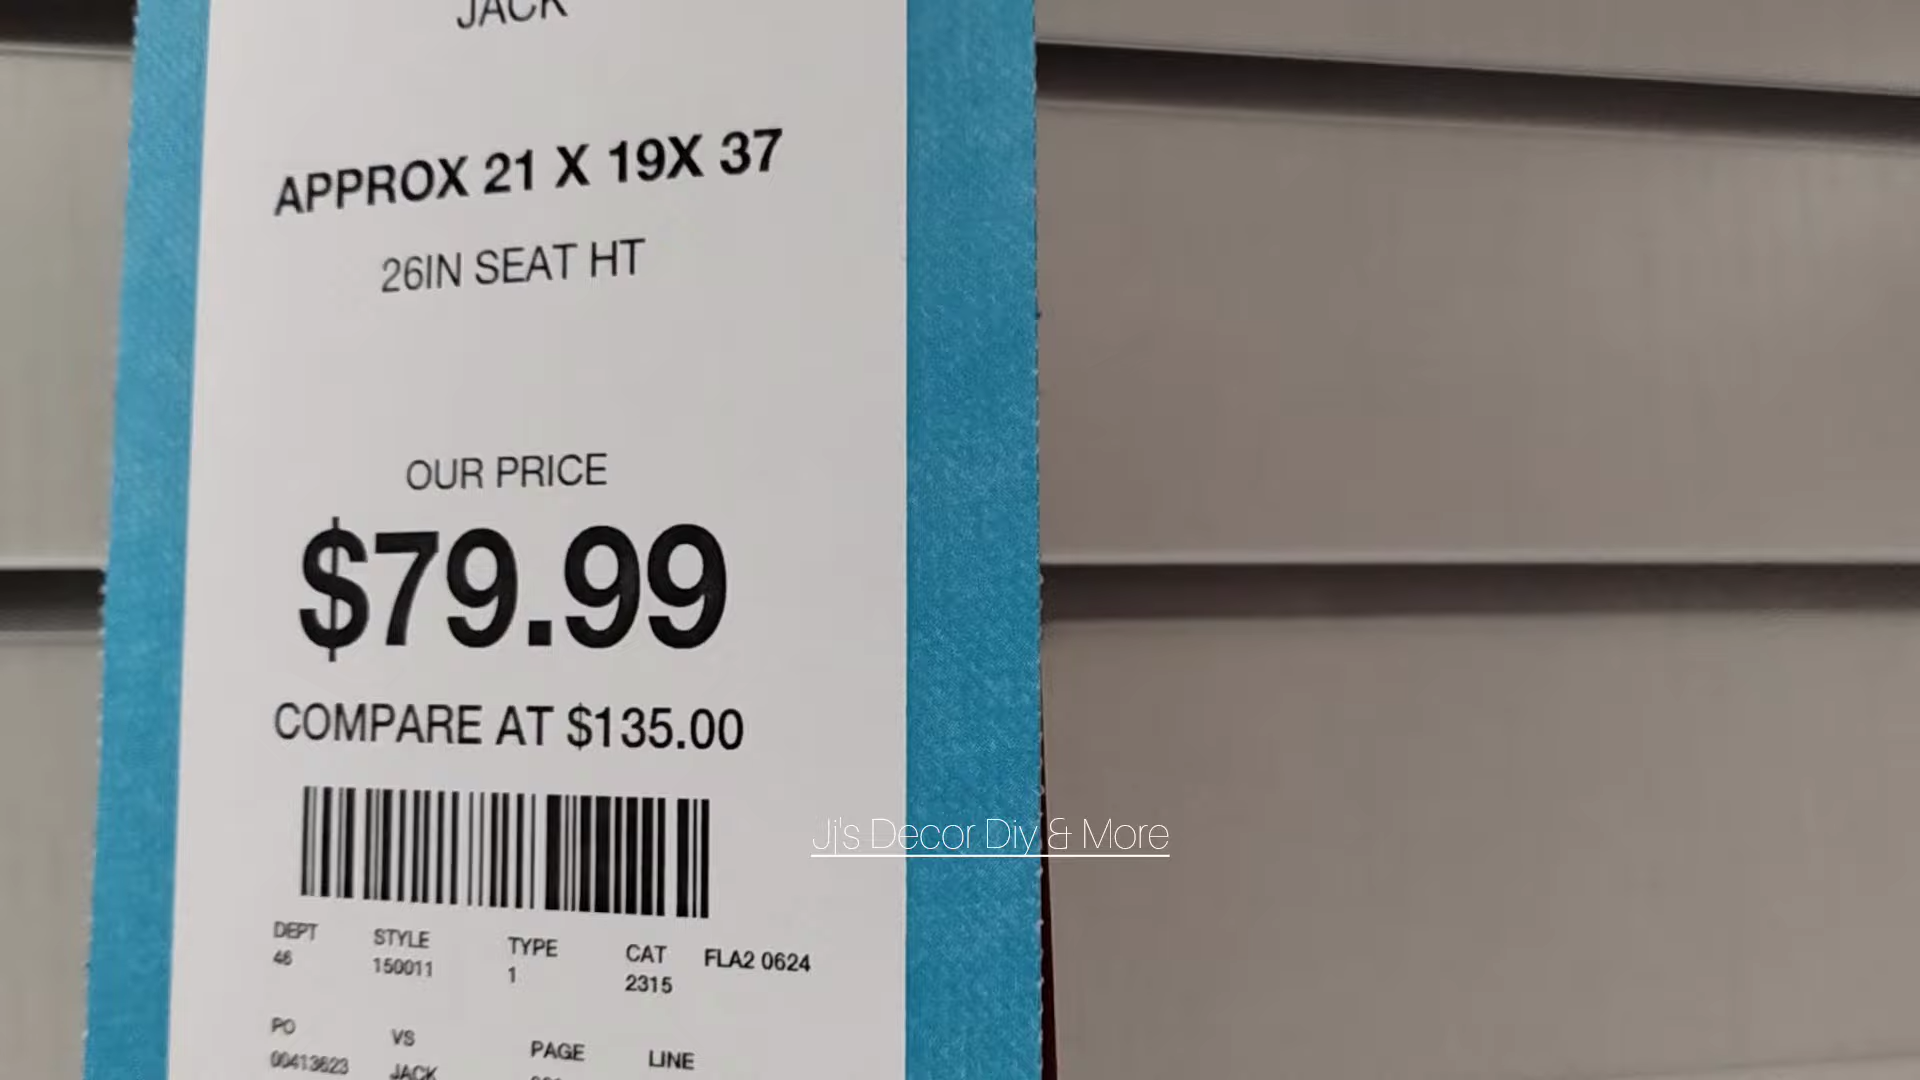 JACK
APPROX 21 X 19X 37
26IN SEAT HT
OUR PRICE
$79.99
COMPARE AT $135.00
Jj's Decor Diy & More
DEPT STYLE TYPE CAT FLA2 0624
46 150011 1 2315
PO VS PAGE LINE
00413623 JACK